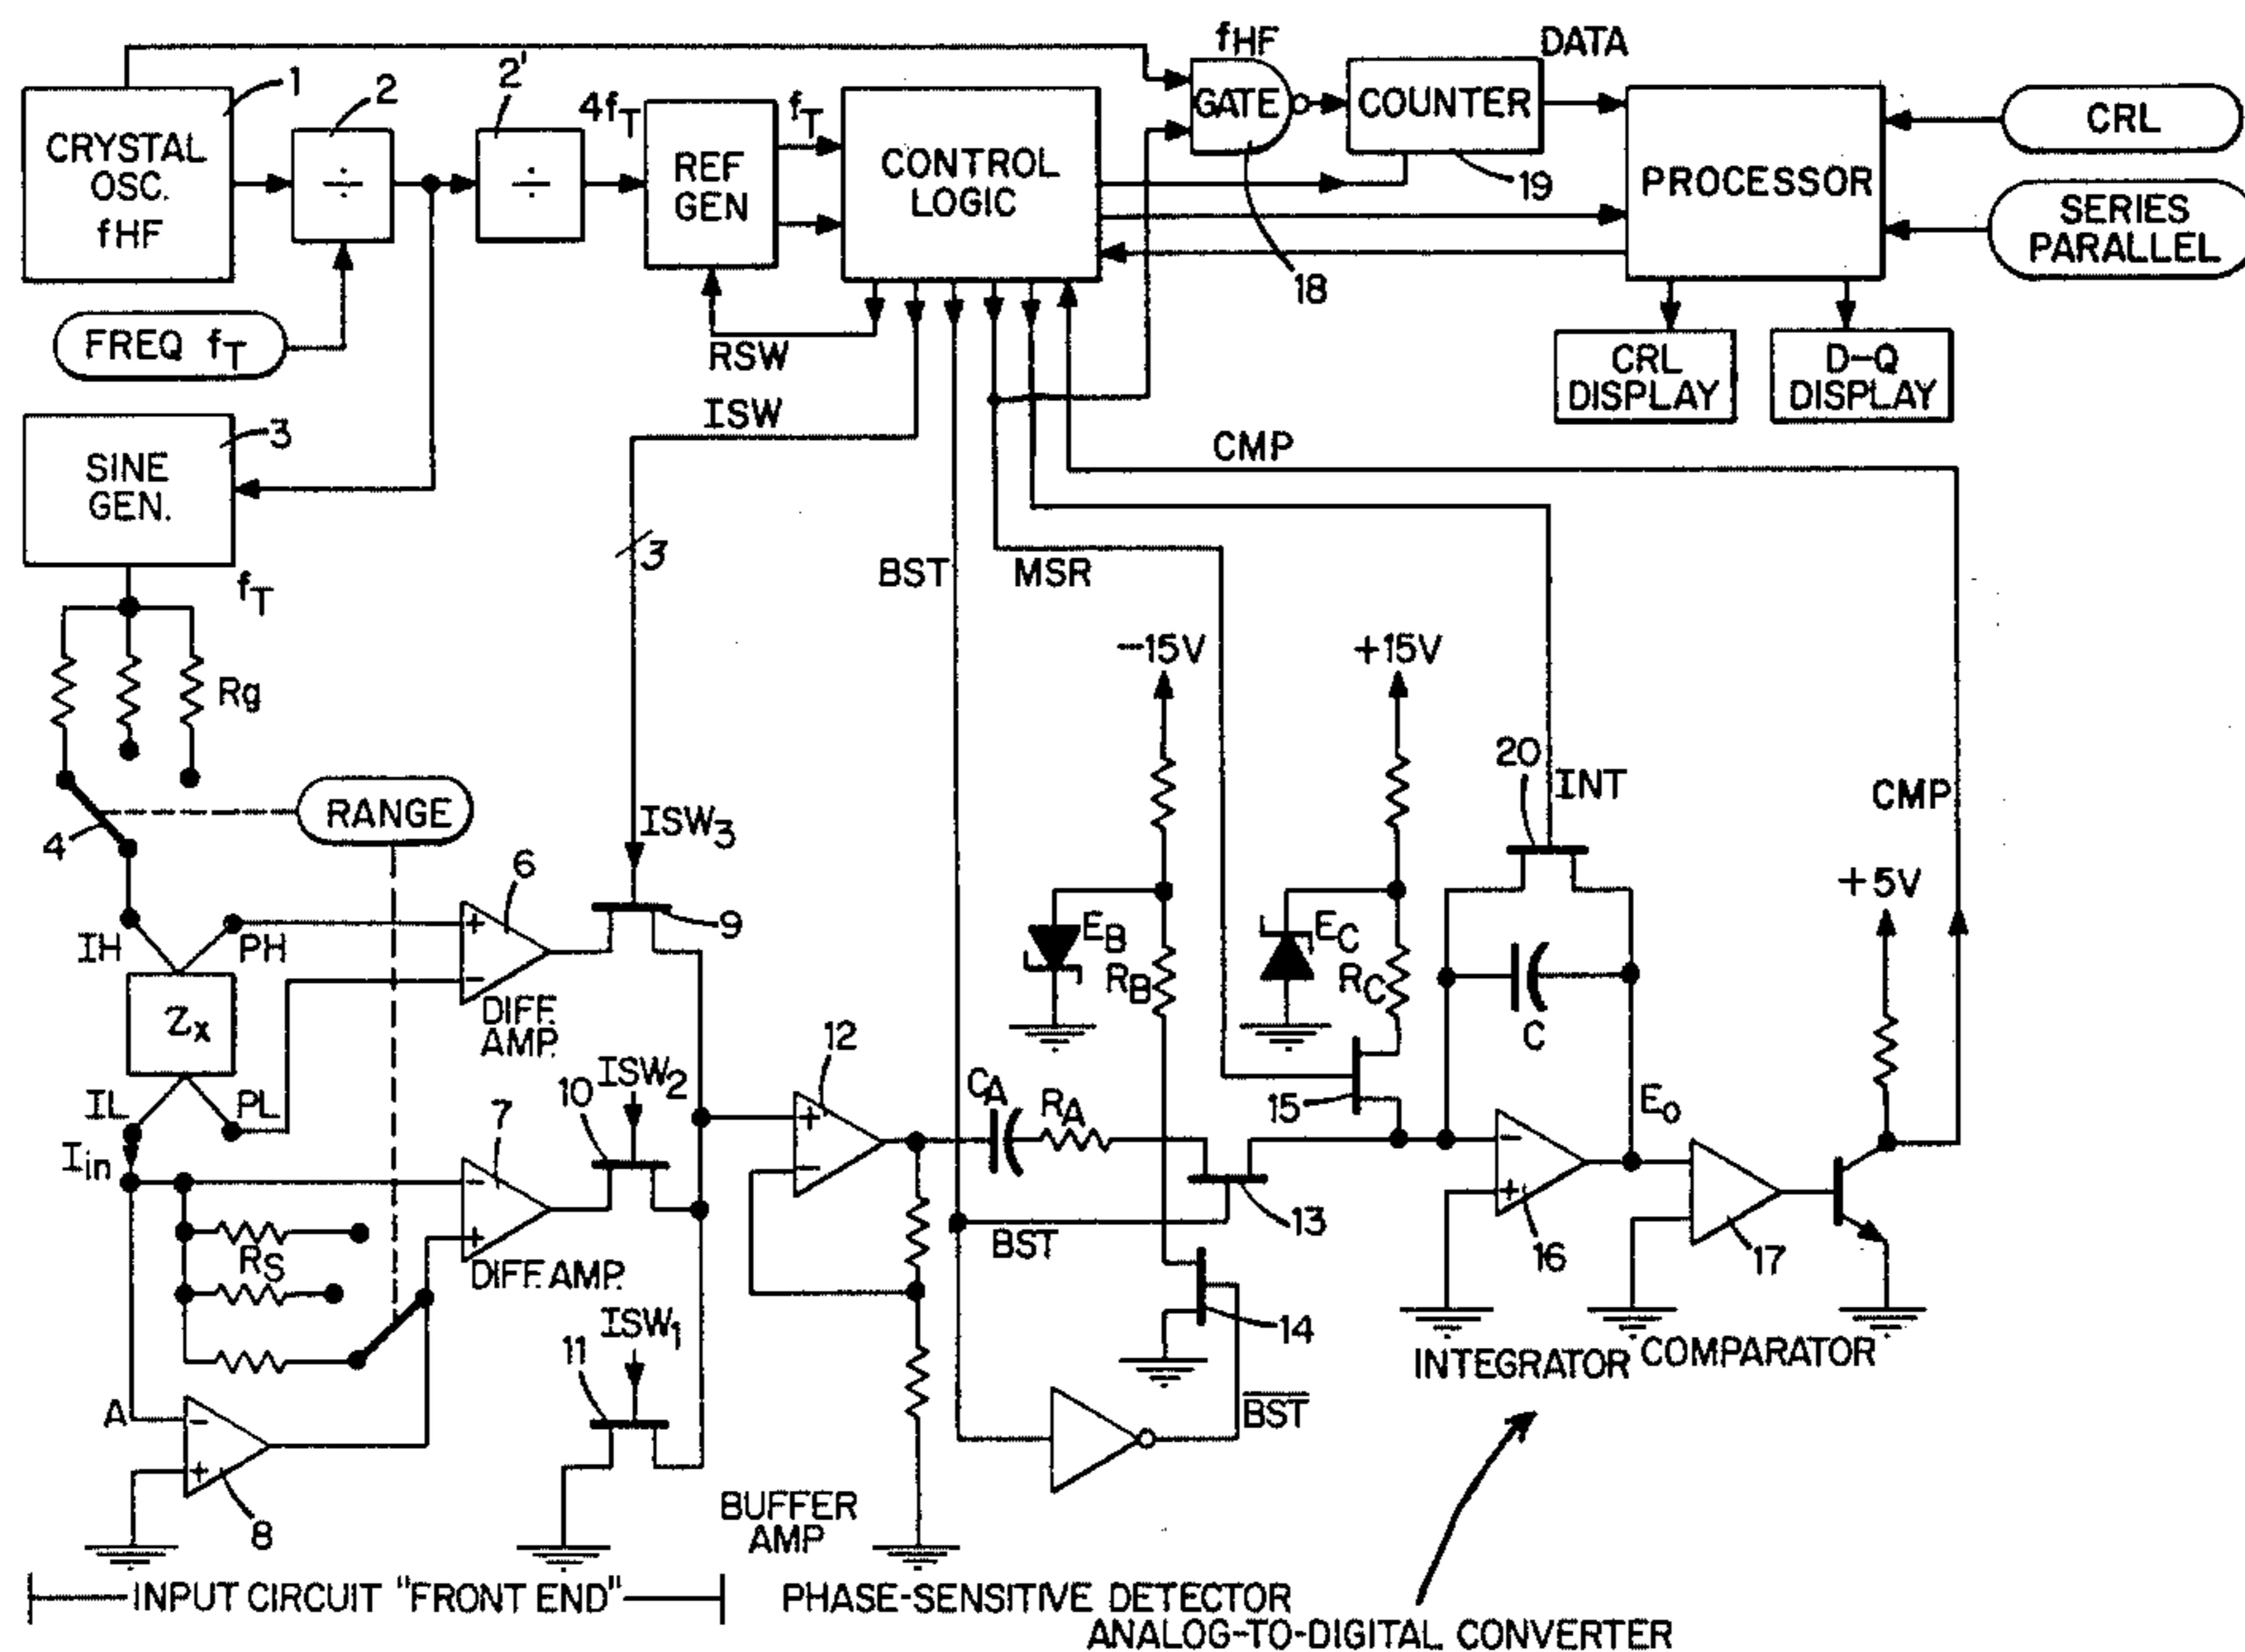 fHF
DATA
1
2
2'
4fT
fT
CRYSTAL
OSC.
fHF
÷
÷
REF
GEN
CONTROL
LOGIC
GATE
COUNTER
PROCESSOR
CRL
18
19
SERIES
PARALLEL
FREQ fT
RSW
CRL
DISPLAY
D-Q
DISPLAY
ISW
CMP
SINE
GEN.
3
fT
3
BST
MSR
-15V
+15V
Rg
20
INT
CMP
4
RANGE
ISW3
+5V
6
+
-
DIFF.
AMP.
9
IH
PH
Zx
EB
RB
EC
RC
C
IL
PL
Iin
7
-
+
DIFF. AMP.
10
ISW2
12
+
-
CA
RA
15
Eo
RS
BST
13
-
+
16
17
14
INTEGRATOR
COMPARATOR
11
ISW1
BST
A
-
+
8
BUFFER
AMP
INPUT CIRCUIT "FRONT END"
PHASE-SENSITIVE DETECTOR
ANALOG-TO-DIGITAL CONVERTER